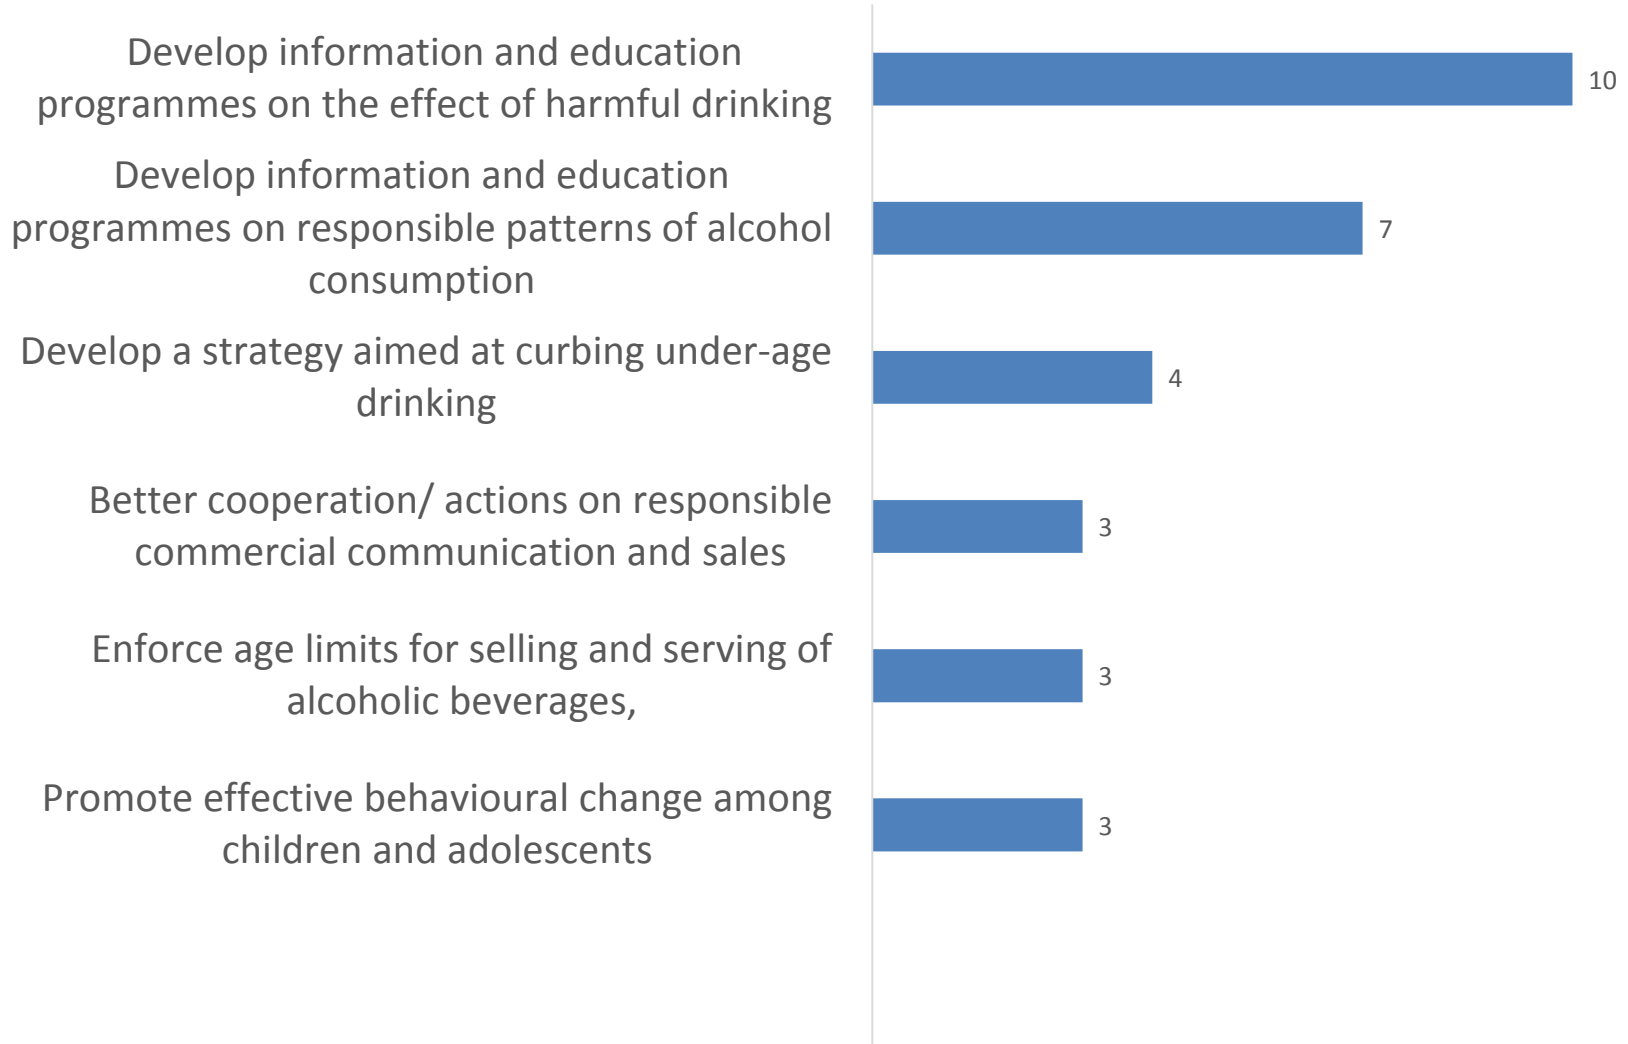 Develop information and education
programmes on the effect of harmful drinking
10
Develop information and education
programmes on responsible patterns of alcohol
consumption
7
Develop a strategy aimed at curbing under-age
drinking
4
Better cooperation/ actions on responsible
commercial communication and sales
3
Enforce age limits for selling and serving of
alcoholic beverages,
3
Promote effective behavioural change among
children and adolescents
3